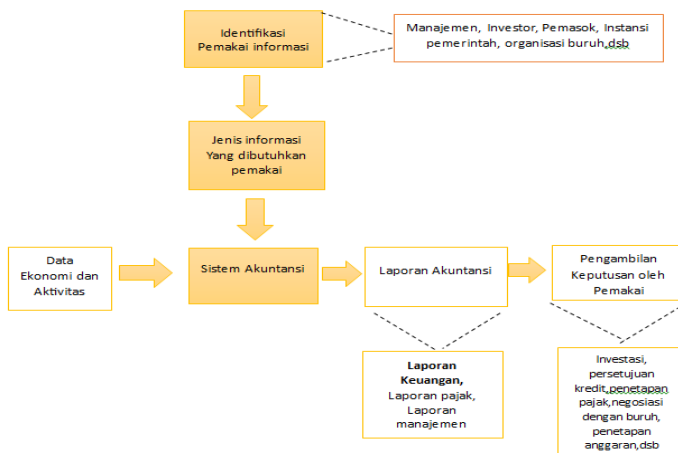 Identifikasi
Pemakai informasi
Manajemen, Investor, Pemasok, Instansi
pemerintah, organisasi buruh,dsb
Jenis informasi
Yang dibutuhkan
pemakai
Data
Ekonomi dan
Aktivitas
Sistem Akuntansi
Laporan Akuntansi
Pengambilan
Keputusan oleh
Pemakai
Laporan
Keuangan,
Laporan pajak,
Laporan
manajemen
Investasi,
persetujuan
kredit,penetapan
pajak,negosiasi
dengan buruh,
penetapan
anggaran,dsb